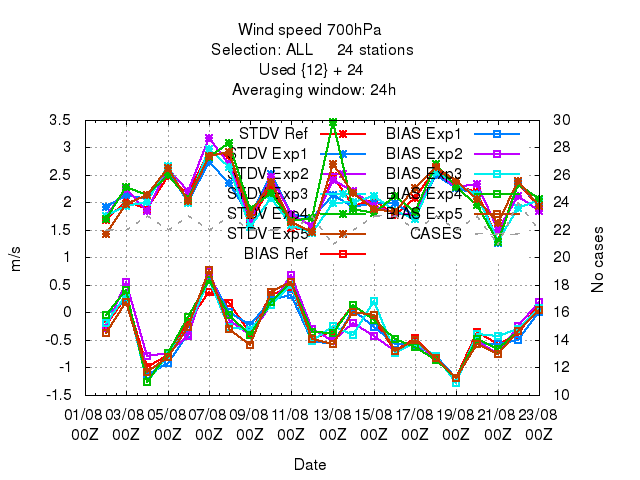 Wind speed 700hPa
Selection: ALL 24 stations
Used {12} + 24
Averaging window: 24h
3.5
3
2.5
2
1.5
1
0.5
0
-0.5
-1
-1.5
m/s
30
28
26
24
22
20
18
16
14
12
10
No cases
STDV Ref
STDV Exp1
STDV Exp2
STDV Exp3
STDV Exp4
STDV Exp5
BIAS Ref
BIAS Exp1
BIAS Exp2
BIAS Exp3
BIAS Exp4
BIAS Exp5
CASES
01/08 03/08 05/08 07/08 09/08 11/08 13/08 15/08 17/08 19/08 21/08 23/08
00Z 00Z 00Z 00Z 00Z 00Z 00Z 00Z 00Z 00Z 00Z 00Z
Date